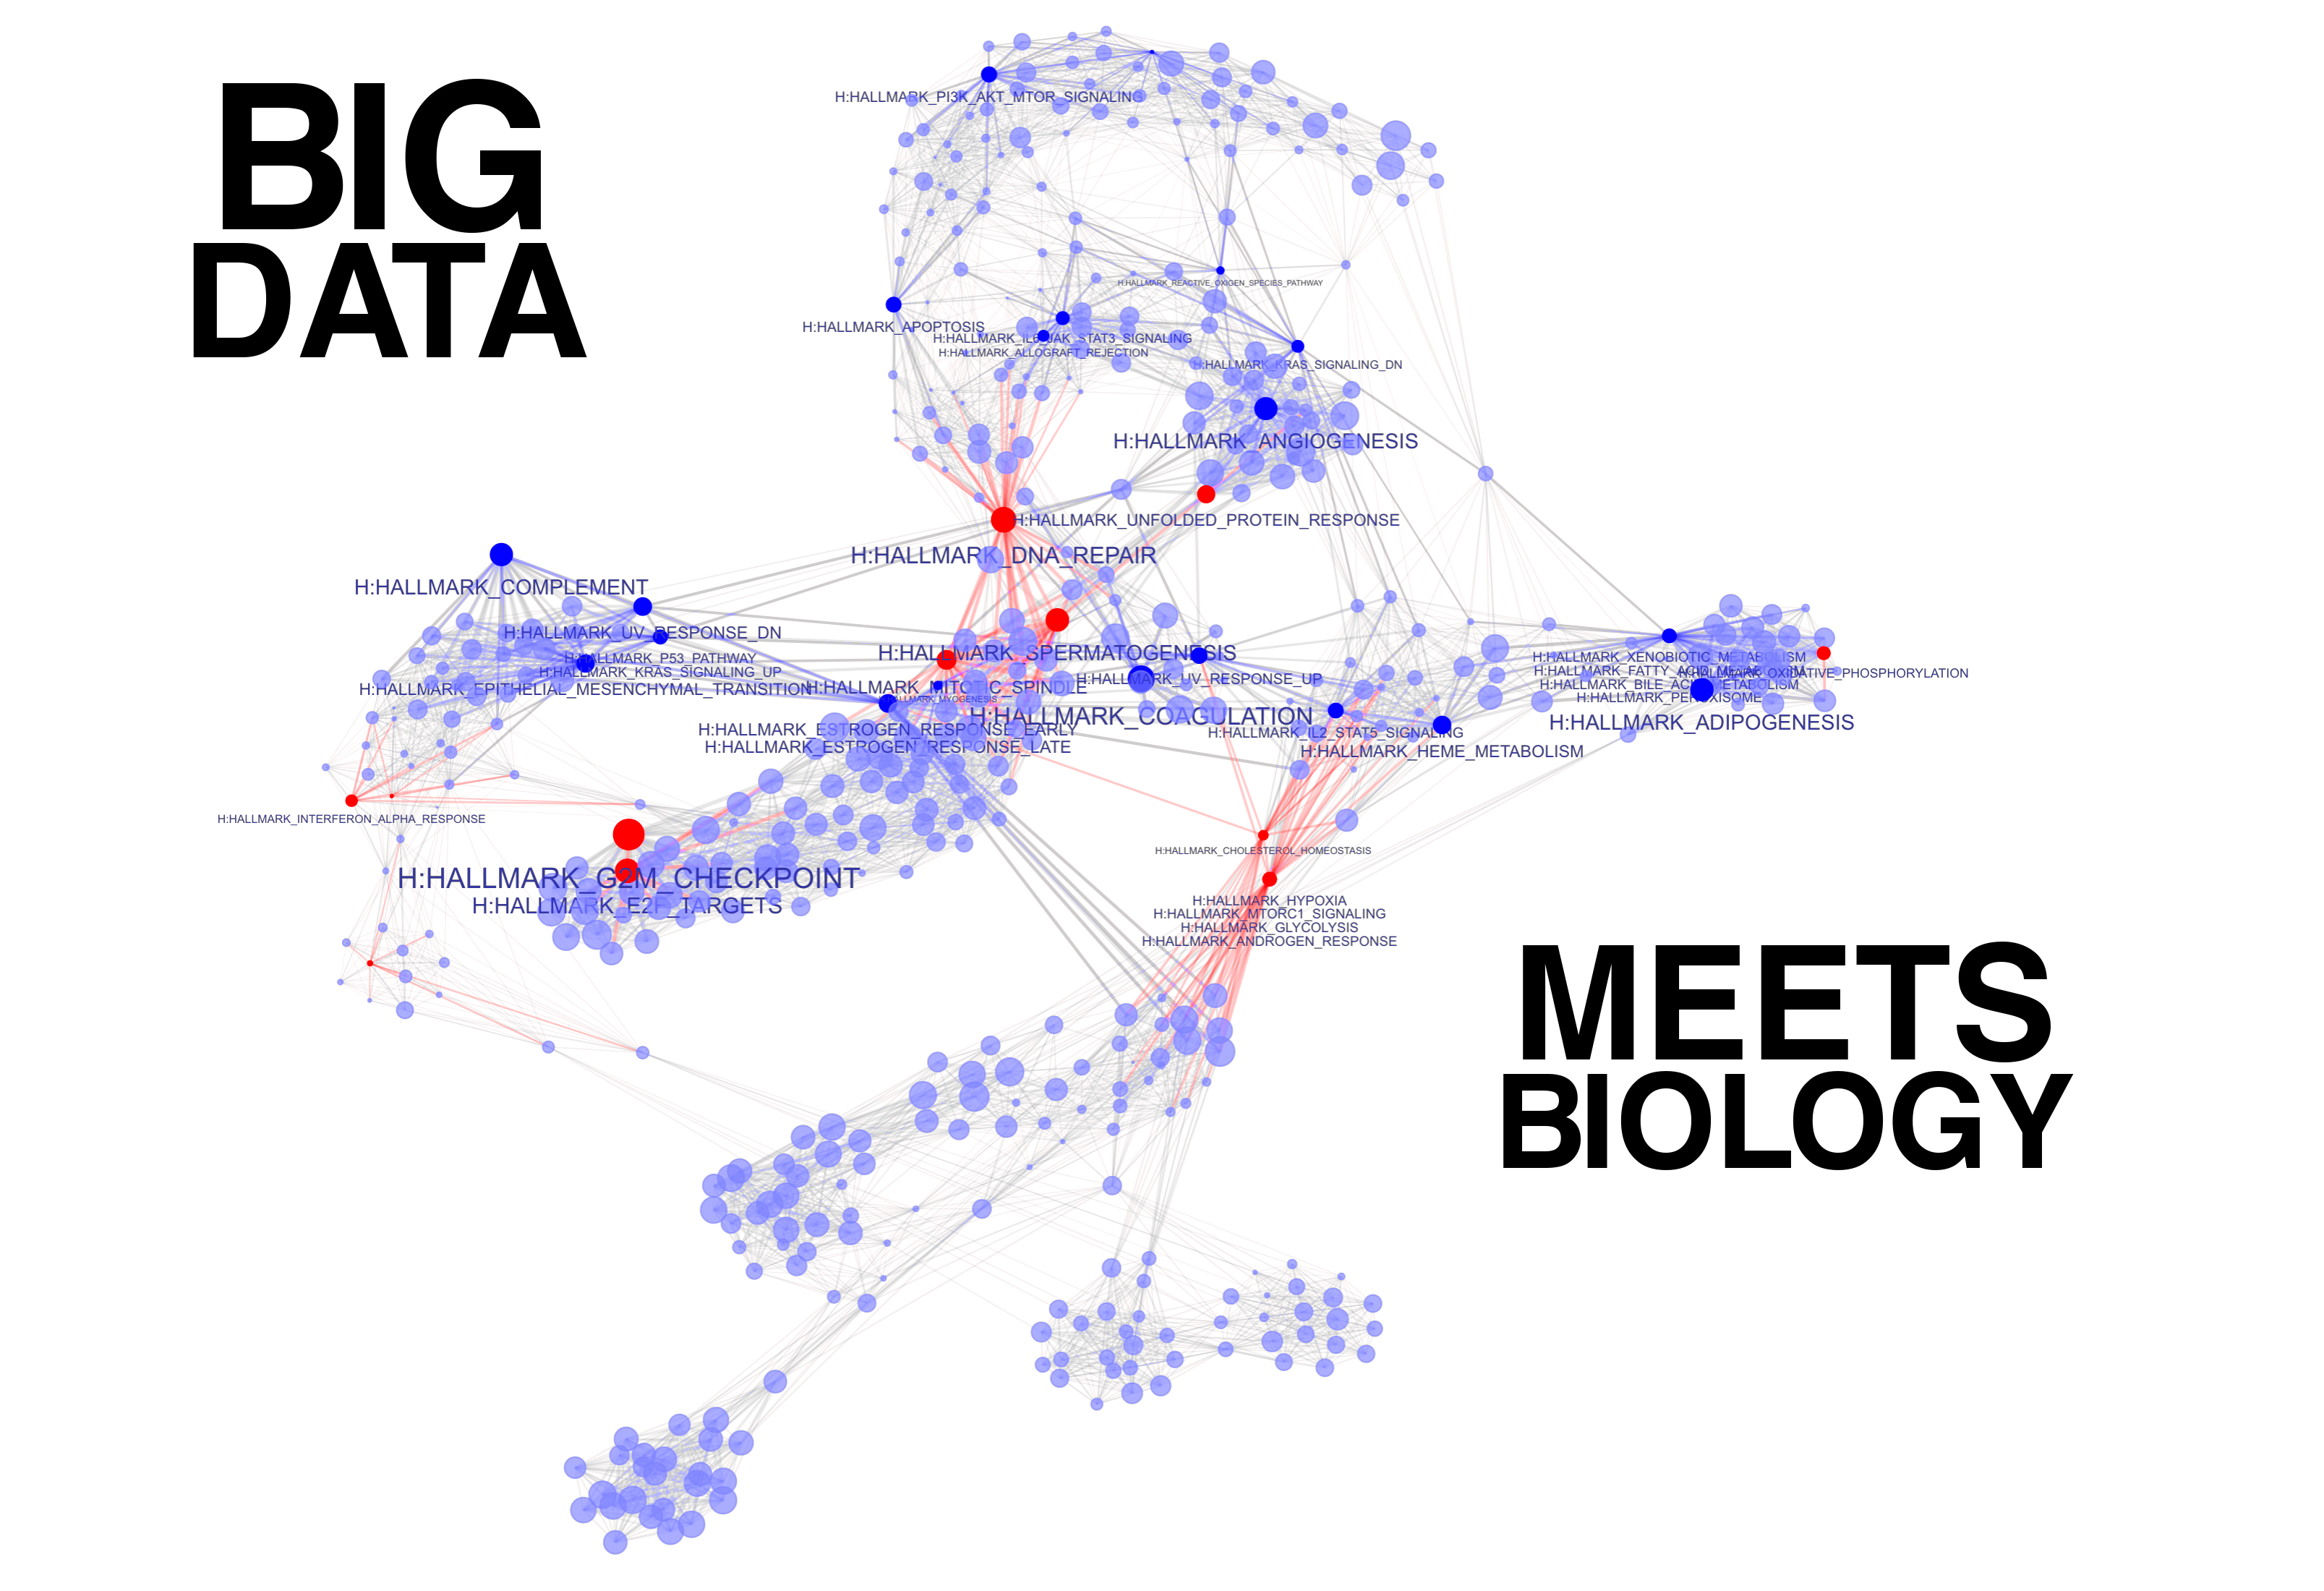 BIG
DATA
H:HALLMARK_PI3K_AKT_MTOR_SIGNALING
H:HALLMARK_REACTIVE_OXIGEN_SPECIES_PATHWAY
H:HALLMARK_APOPTOSIS
H:HALLMARK_IL6_JAK_STAT3_SIGNALING
H:HALLMARK_ALLOGRAFT_REJECTION
H:HALLMARK_KRAS_SIGNALING_DN
H:HALLMARK_ANGIOGENESIS
H:HALLMARK_UNFOLDED_PROTEIN_RESPONSE
H:HALLMARK_DNA_REPAIR
H:HALLMARK_COMPLEMENT
H:HALLMARK_UV_RESPONSE_DN
H:HALLMARK_P53_PATHWAY
H:HALLMARK_KRAS_SIGNALING_UP
H:HALLMARK_EPITHELIAL_MESENCHYMAL_TRANSITION
H:HALLMARK_SPERMATOGENESIS
H:HALLMARK_MITOTIC_SPINDLE
H:HALLMARK_UV_RESPONSE_UP
H:HALLMARK_MYOGENESIS
H:HALLMARK_COAGULATION
H:HALLMARK_ESTROGEN_RESPONSE_EARLY
H:HALLMARK_ESTROGEN_RESPONSE_LATE
H:HALLMARK_IL2_STAT5_SIGNALING
H:HALLMARK_HEME_METABOLISM
H:HALLMARK_XENOBIOTIC_METABOLISM
H:HALLMARK_FATTY_ACID_METABOLISM
H:HALLMARK_OXIDATIVE_PHOSPHORYLATION
H:HALLMARK_BILE_ACID_METABOLISM
H:HALLMARK_PEROXISOME
H:HALLMARK_ADIPOGENESIS
H:HALLMARK_INTERFERON_ALPHA_RESPONSE
H:HALLMARK_G2M_CHECKPOINT
H:HALLMARK_E2F_TARGETS
H:HALLMARK_CHOLESTEROL_HOMEOSTASIS
H:HALLMARK_HYPOXIA
H:HALLMARK_MTORC1_SIGNALING
H:HALLMARK_GLYCOLYSIS
H:HALLMARK_ANDROGEN_RESPONSE
MEETS
BIOLOGY